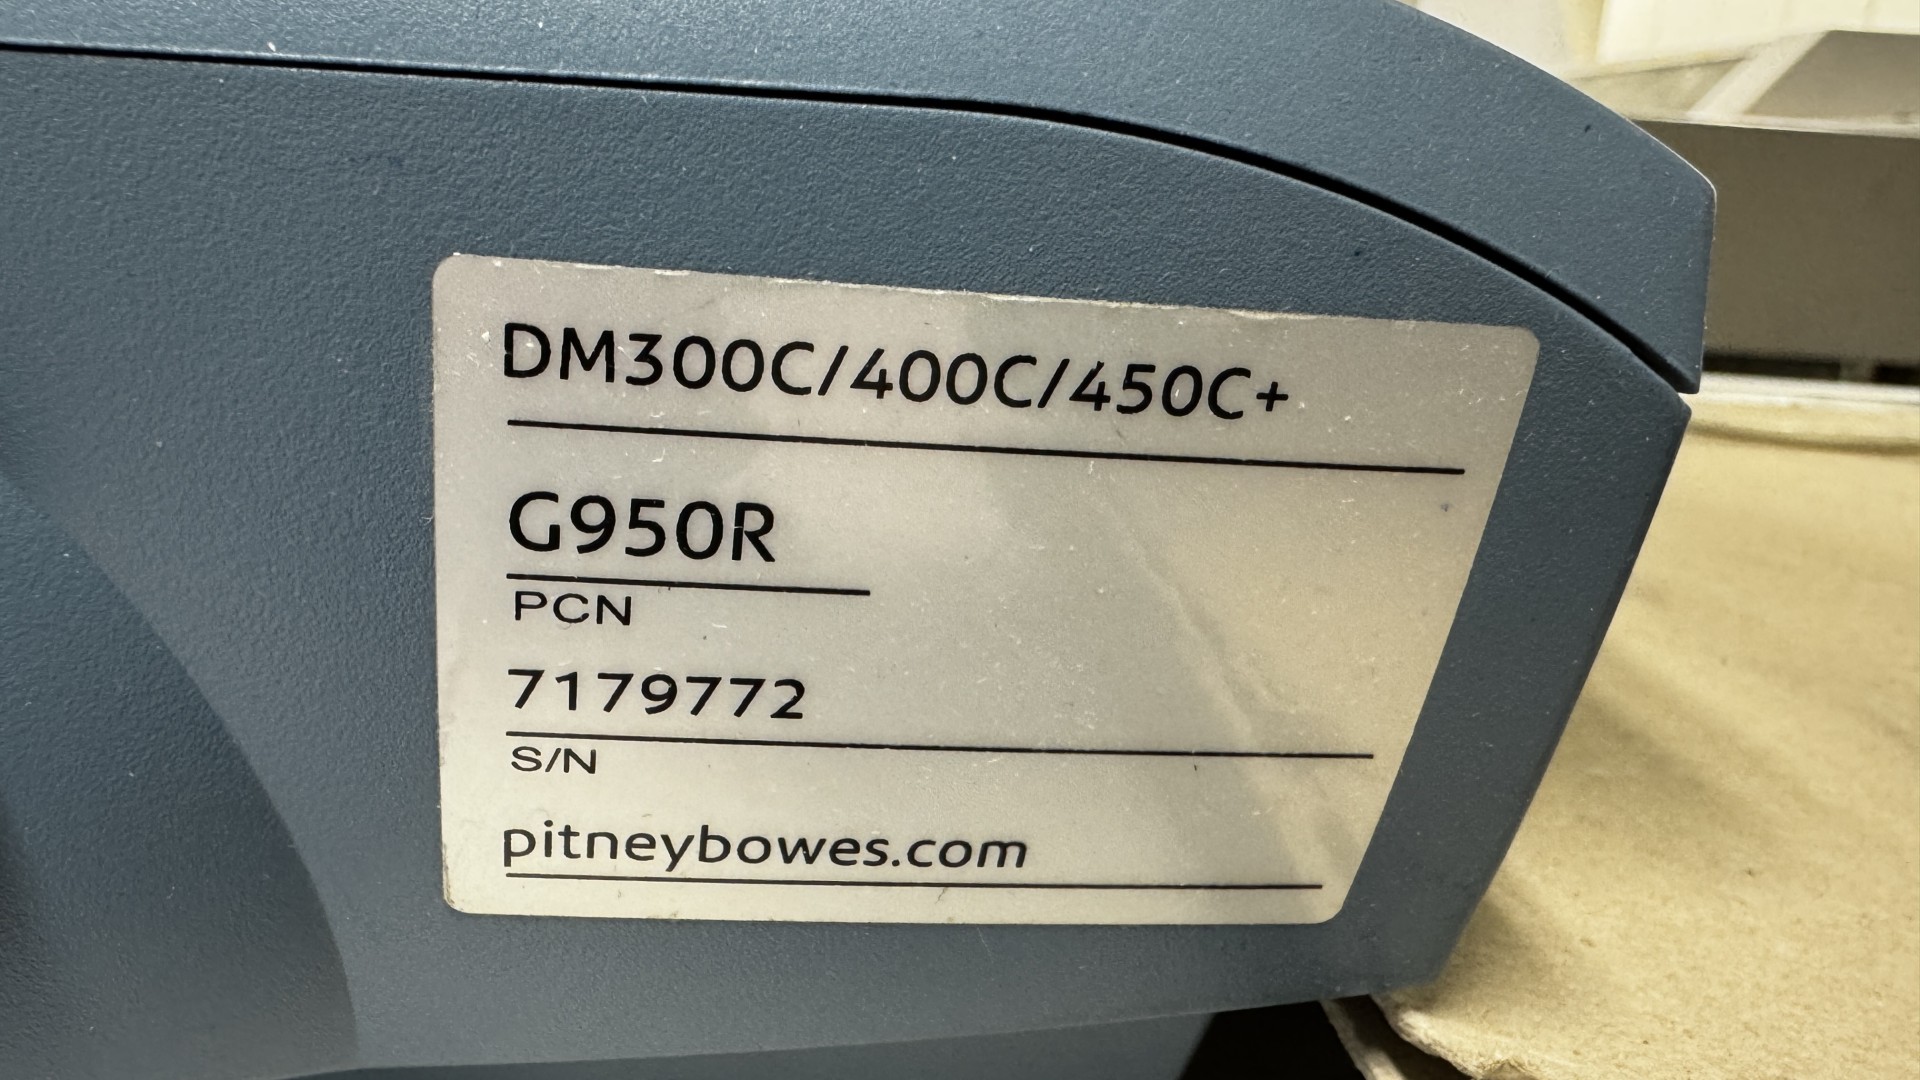 DM300C/400C/450C+
G950R
PCN
7179772
S/N
pitneybowes.com